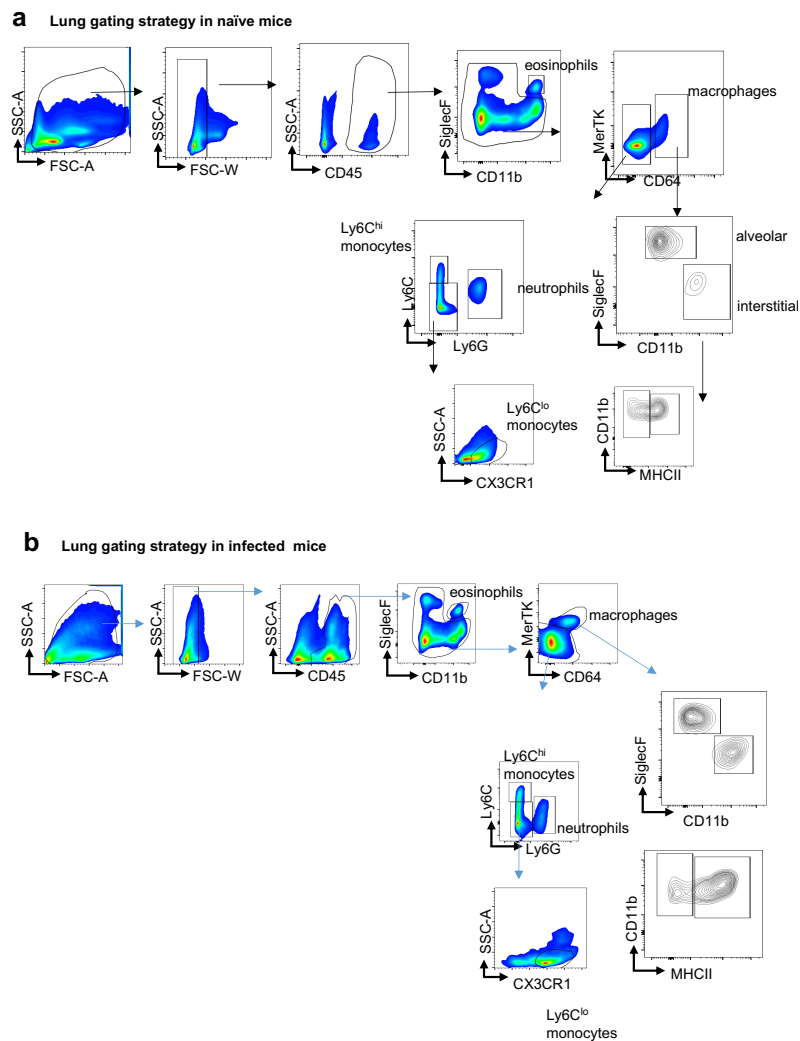 a Lung gating strategy in naïve mice
SSC-A
FSC-A
SSC-A
FSC-W
SSC-A
CD45
SiglecF
eosinophils
CD11b
MerTK
macrophages
CD64
Ly6C^hi
monocytes
Ly6C
neutrophils
Ly6G
SiglecF
alveolar
interstitial
CD11b
SSC-A
Ly6C^lo
monocytes
CX3CR1
CD11b
MHCII
b Lung gating strategy in infected mice
SSC-A
FSC-A
SSC-A
FSC-W
SSC-A
CD45
SiglecF
eosinophils
CD11b
MerTK
macrophages
CD64
SiglecF
CD11b
Ly6C^hi
monocytes
Ly6C
neutrophils
Ly6G
SSC-A
CX3CR1
CD11b
MHCII
Ly6C^lo
monocytes